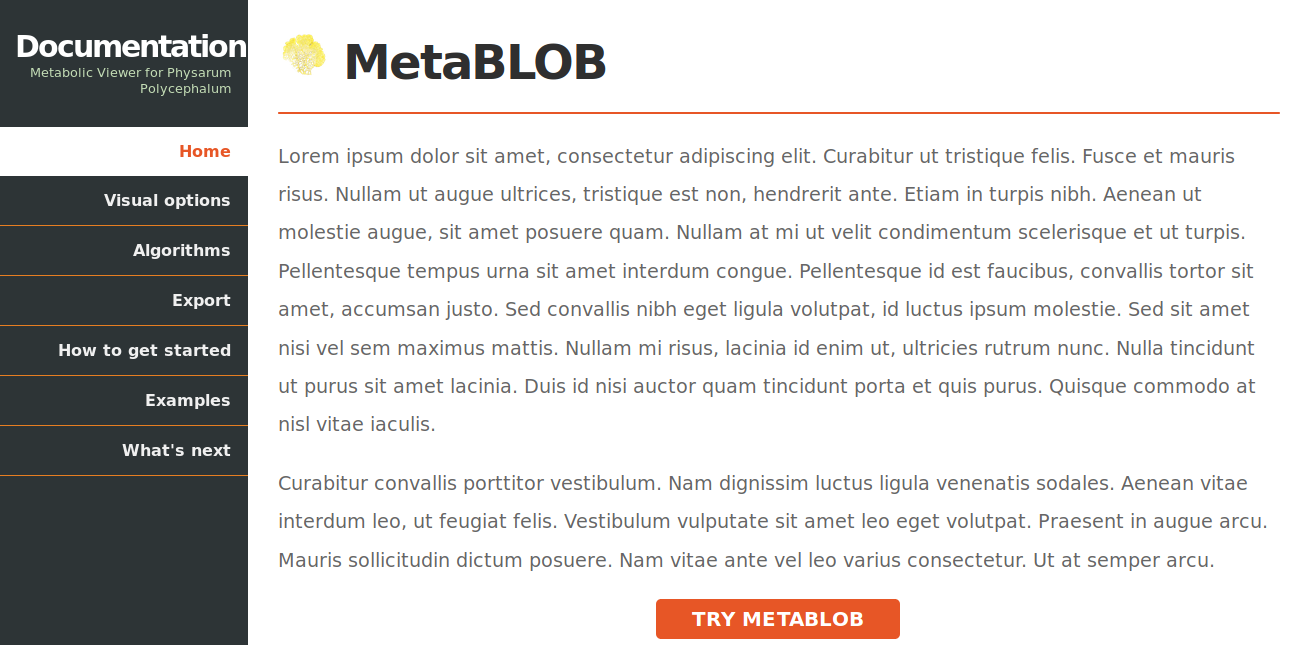 Documentation
Metabolic Viewer for Physarum
Polycephalum
Home
Visual options
Algorithms
Export
How to get started
Examples
What's next
MetaBLOB
Lorem ipsum dolor sit amet, consectetur adipiscing elit. Curabitur ut tristique felis. Fusce et mauris
risus. Nullam ut augue ultrices, tristique est non, hendrerit ante. Etiam in turpis nibh. Aenean ut
molestie augue, sit amet posuere quam. Nullam at mi ut velit condimentum scelerisque et ut turpis.
Pellentesque tempus urna sit amet interdum congue. Pellentesque id est faucibus, convallis tortor sit
amet, accumsan justo. Sed convallis nibh eget ligula volutpat, id luctus ipsum molestie. Sed sit amet
nisi vel sem maximus mattis. Nullam mi risus, lacinia id enim ut, ultricies rutrum nunc. Nulla tincidunt
ut purus sit amet lacinia. Duis id nisi auctor quam tincidunt porta et quis purus. Quisque commodo at
nisl vitae iaculis.
Curabitur convallis porttitor vestibulum. Nam dignissim luctus ligula venenatis sodales. Aenean vitae
interdum leo, ut feugiat felis. Vestibulum vulputate sit amet leo eget volutpat. Praesent in augue arcu.
Mauris sollicitudin dictum posuere. Nam vitae ante vel leo varius consectetur. Ut at semper arcu.
TRY METABLOB